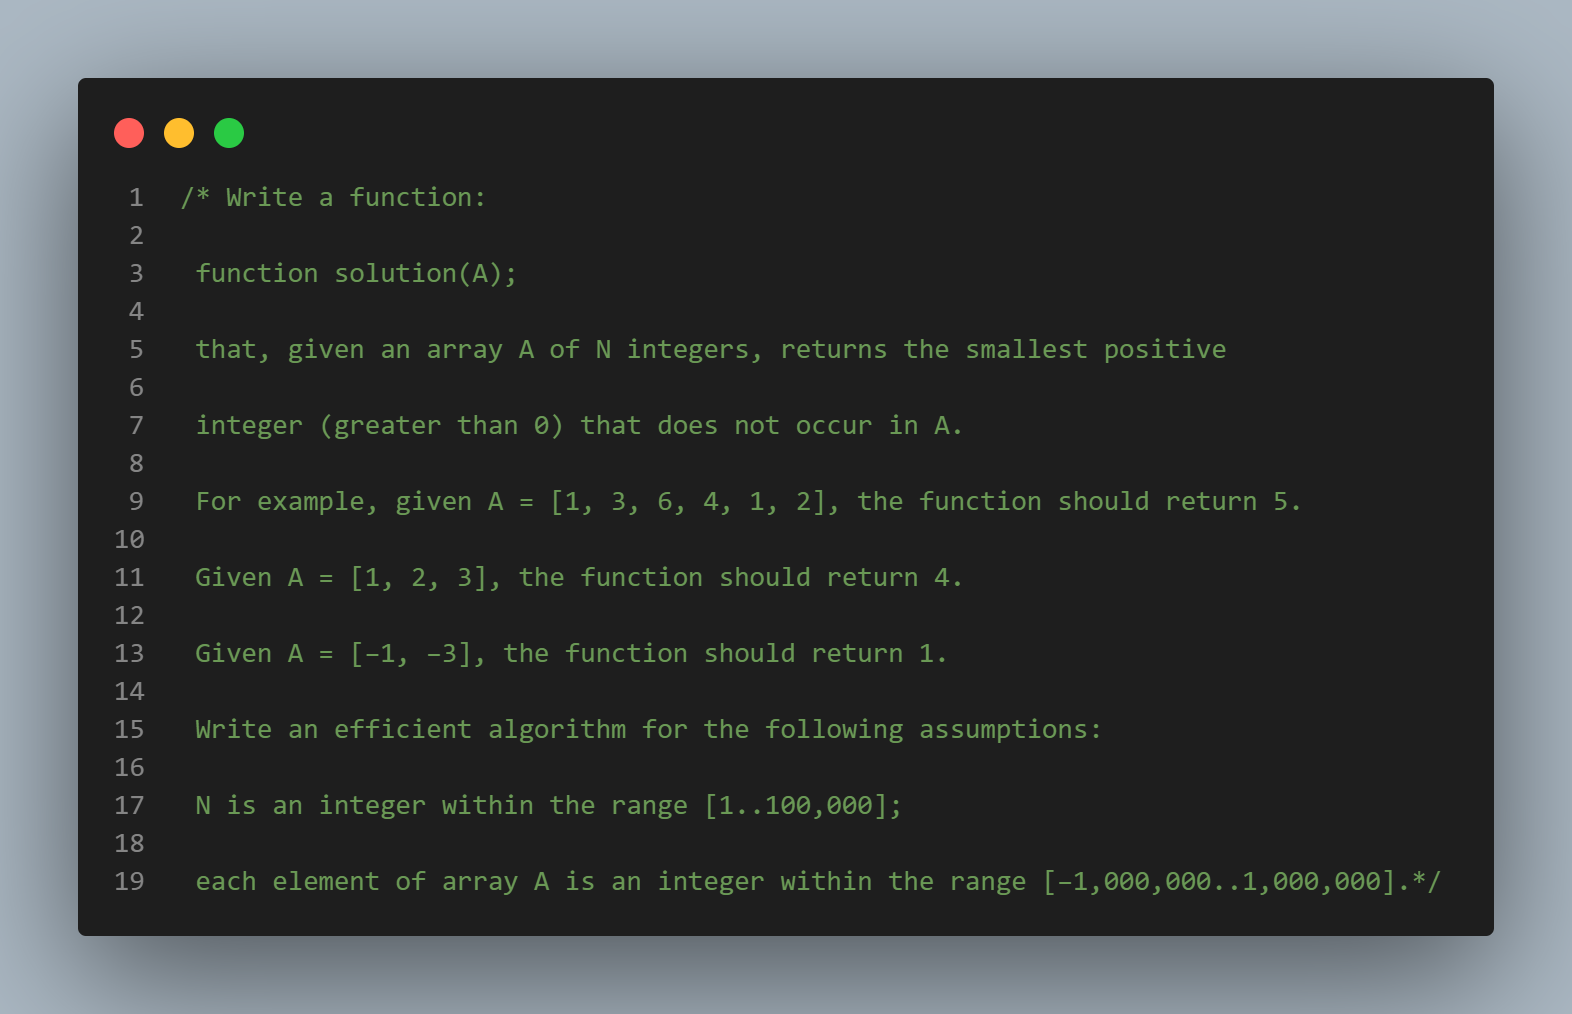 1 /* Write a function:
2
3 function solution(A);
4
5 that, given an array A of N integers, returns the smallest positive
6
7 integer (greater than 0) that does not occur in A.
8
9 For example, given A = [1, 3, 6, 4, 1, 2], the function should return 5.
10
11 Given A = [1, 2, 3], the function should return 4.
12
13 Given A = [−1, −3], the function should return 1.
14
15 Write an efficient algorithm for the following assumptions:
16
17 N is an integer within the range [1..100,000];
18
19 each element of array A is an integer within the range [−1,000,000..1,000,000].*/